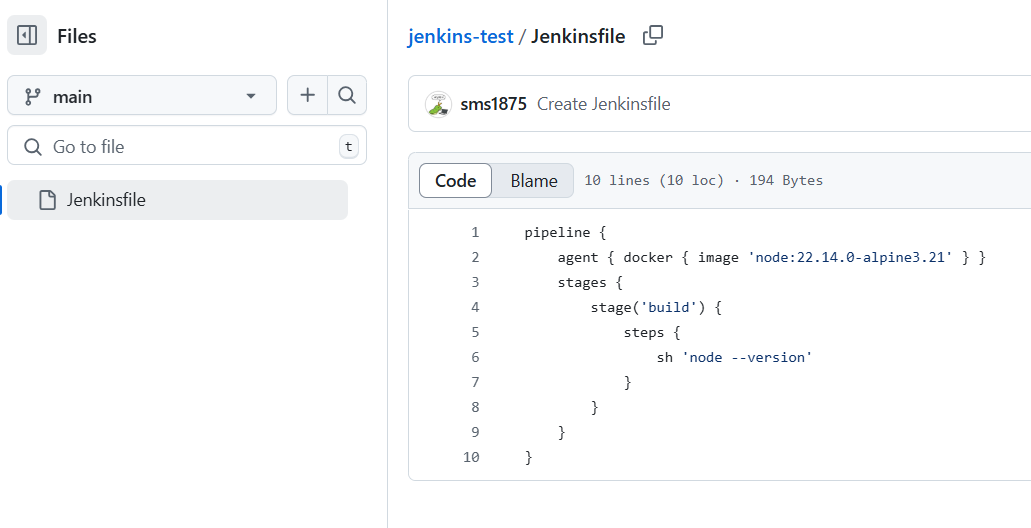 Files
main
Go to file
t
Jenkinsfile
jenkins-test / Jenkinsfile
sms1875 Create Jenkinsfile
Code Blame 10 lines (10 loc) · 194 Bytes
1 pipeline {
2     agent { docker { image 'node:22.14.0-alpine3.21' } }
3     stages {
4         stage('build') {
5             steps {
6                 sh 'node --version'
7             }
8         }
9     }
10 }